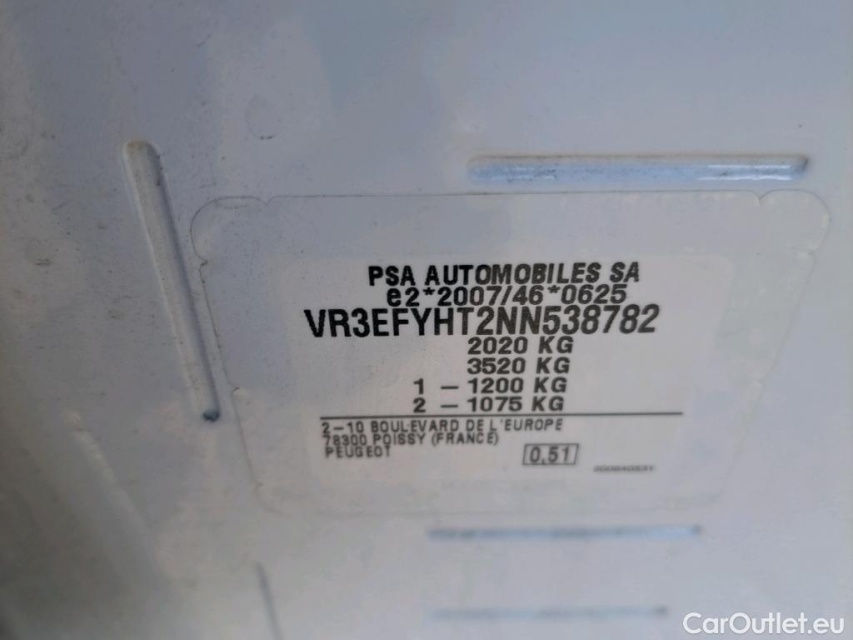 PSA AUTOMOBILES SA
e2*2007/46*0625
VR3EFYHT2NN538782
2020 KG
3520 KG
1 – 1200 KG
2 – 1075 KG
2–10 BOULEVARD DE L'EUROPE
78300 POISSY (FRANCE)
PEUGEOT
0,51
CarOutlet.eu